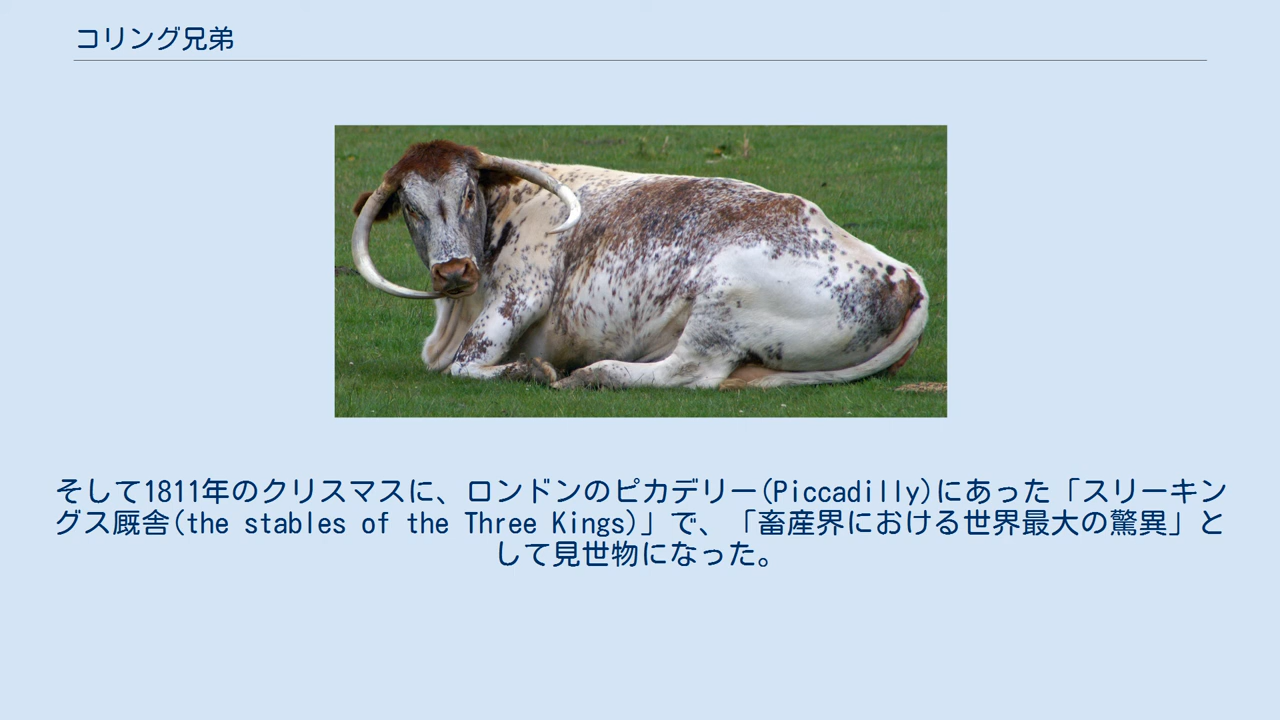 コリング兄弟
そして1811年のクリスマスに、ロンドンのピカデリー(Piccadilly)にあった「スリーキン
グス厩舎(the stables of the Three Kings)」で、「畜産界における世界最大の驚異」と
して見世物になった。